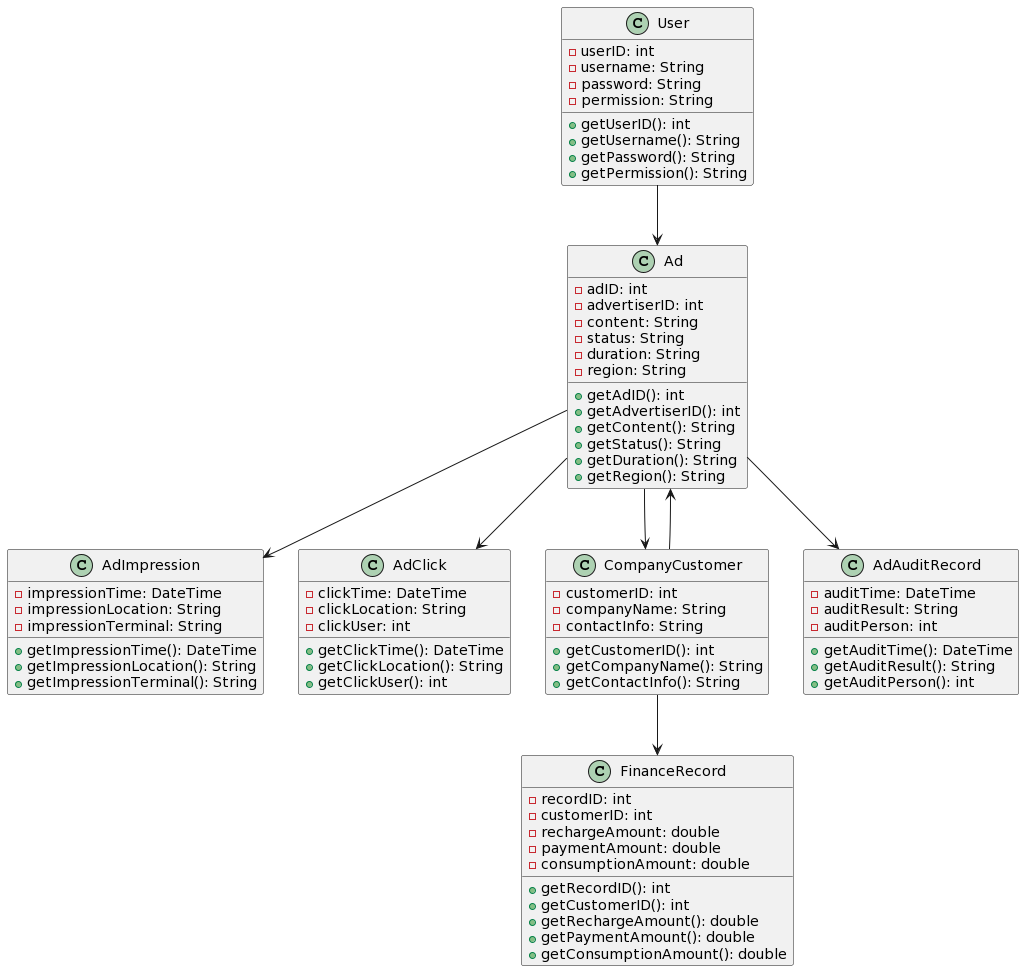 C User
userID: int
username: String
password: String
permission: String
getUserID(): int
getUsername(): String
getPassword(): String
getPermission(): String
C Ad
adID: int
advertiserID: int
content: String
status: String
duration: String
region: String
getAdID(): int
getAdvertiserID(): int
getContent(): String
getStatus(): String
getDuration(): String
getRegion(): String
C AdImpression
impressionTime: DateTime
impressionLocation: String
impressionTerminal: String
getImpressionTime(): DateTime
getImpressionLocation(): String
getImpressionTerminal(): String
C AdClick
clickTime: DateTime
clickLocation: String
clickUser: int
getClickTime(): DateTime
getClickLocation(): String
getClickUser(): int
C CompanyCustomer
customerID: int
companyName: String
contactInfo: String
getCustomerID(): int
getCompanyName(): String
getContactInfo(): String
C AdAuditRecord
auditTime: DateTime
auditResult: String
auditPerson: int
getAuditTime(): DateTime
getAuditResult(): String
getAuditPerson(): int
C FinanceRecord
recordID: int
customerID: int
rechargeAmount: double
paymentAmount: double
consumptionAmount: double
getRecordID(): int
getCustomerID(): int
getRechargeAmount(): double
getPaymentAmount(): double
getConsumptionAmount(): double